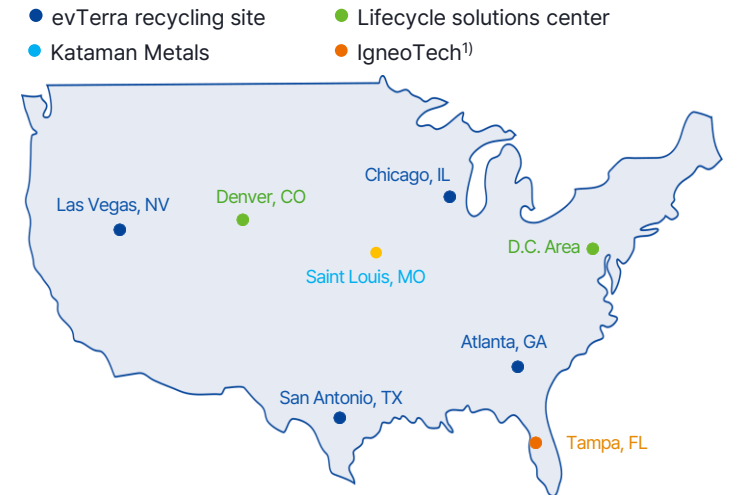 evTerra recycling site
Lifecycle solutions center
Kataman Metals
IgneoTech¹⁾
Chicago, IL
Las Vegas, NV
Denver, CO
D.C. Area
Saint Louis, MO
Atlanta, GA
San Antonio, TX
Tampa, FL